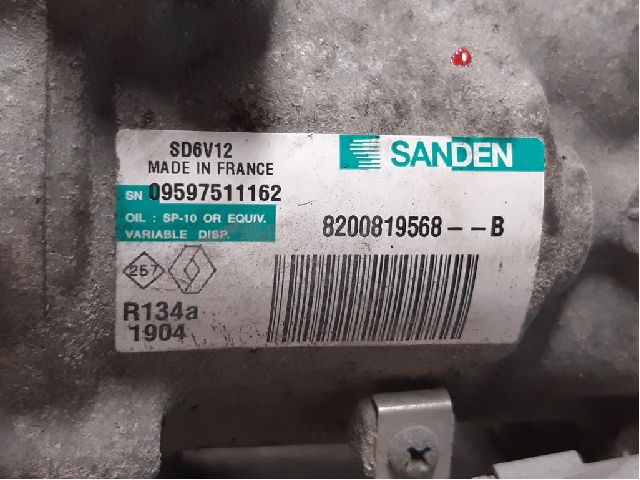 SD6V12
MADE IN FRANCE
SANDEN
SN 09597511162
OIL : SP-10 OR EQUIV.
VARIABLE DISP.
8200819568--B
257
R134a
1904